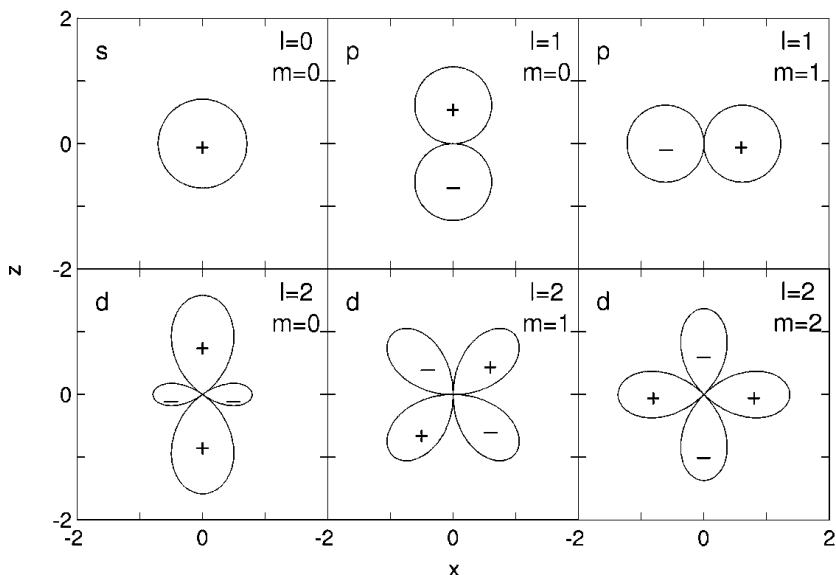 2
s
l=0
m=0
p
l=1
m=0
p
l=1
m=1
0
+
+
−
−
+
z
-2
d
l=2
m=0
d
l=2
m=1
d
l=2
m=2
0
+
−
−
+
−
+
+
−
−
+
+
−
-2
-2
0
-2
0
-2
0
2
x